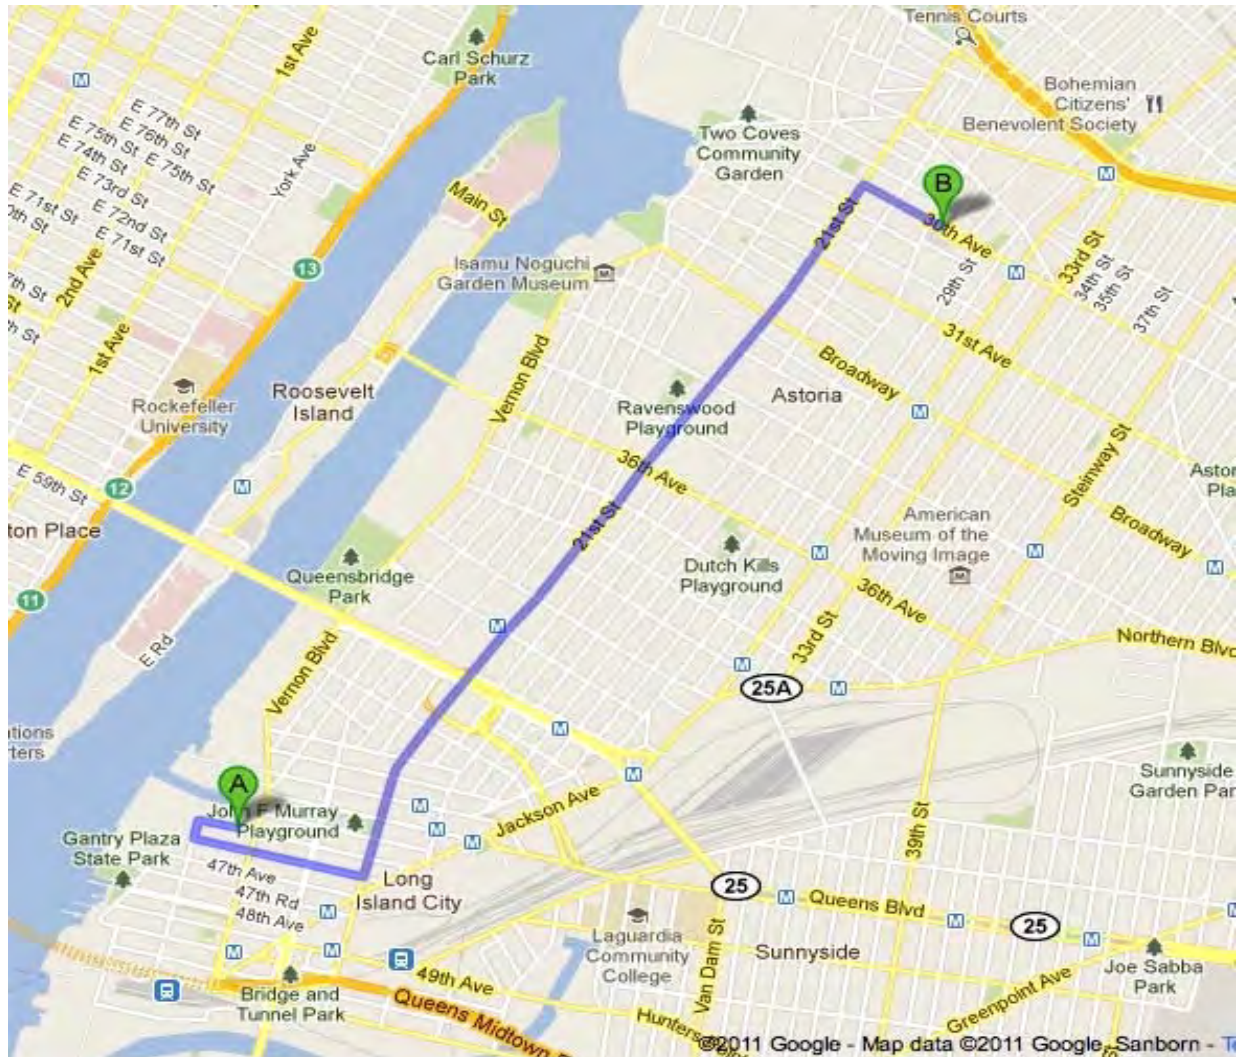 Tennis Courts
Carl Schurz
Park
1st Ave
M
Bohemian
Citizens'
Benevolent Society
E 77th St
E 76th St
E 75th St
E 75th St
E 74th St
E 73rd St
E 72nd St
E 71st St
E 71st St
York Ave
Two Coves
Community
Garden
M
B
Main St
21st St
30th Ave
2nd Ave
13
Isamu Noguchi
Garden Museum
M
29th St
33rd St
34th St
35th St
37th St
1st Ave
Vernon Blvd
31st Ave
Broadway
Rockefeller
University
Roosevelt
Island
Ravenswood
Playground
Astoria
M
Steinway St
36th Ave
E 59th St
12
M
21st St
American
Museum of the
Moving Image
M
Broadway
Queensbridge
Park
Dutch Kills
Playground
M
M
M
11
36th Ave
E Rd
M
33rd St
Northern Blvd
Vernon Blvd
M
25A
M
M
M
A
John F Murray
Playground
M
M
M
Jackson Ave
39th St
Sunnyside
Gantry Plaza
State Park
47th Ave
47th Rd
48th Ave
Long
Island City
25
M
Queens Blvd
M
25
M
M
M
M
M
Laguardia
Community
College
Van Dam St
Sunnyside
Joe Sabba
Park
Bridge and
Tunnel Park
49th Ave
Queens Midtown
Greenpoint Ave
©2011 Google - Map data ©2011 Google, Sanborn -